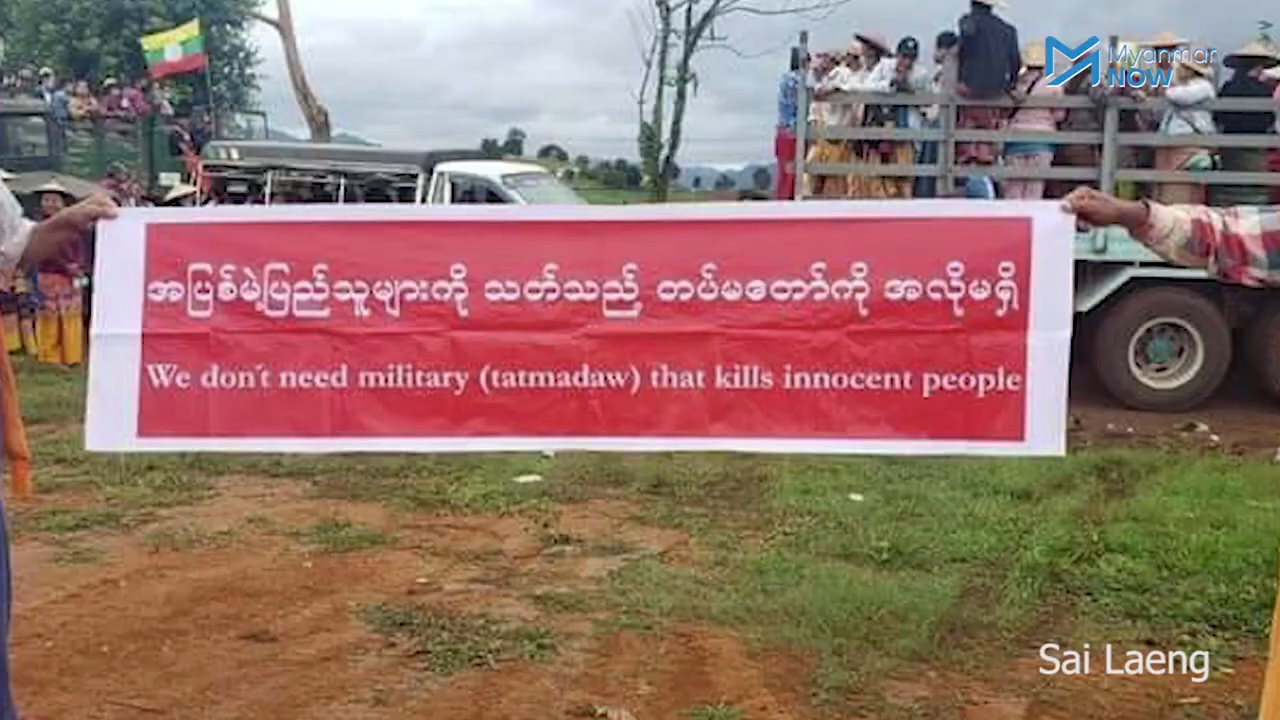 Myanmar
NOW
အပြစ်မဲ့ပြည်သူများကို သတ်သည့် တပ်မတော်ကို အလိုမရှိ
We don't need military (tatmadaw) that kills innocent people
Sai Laeng